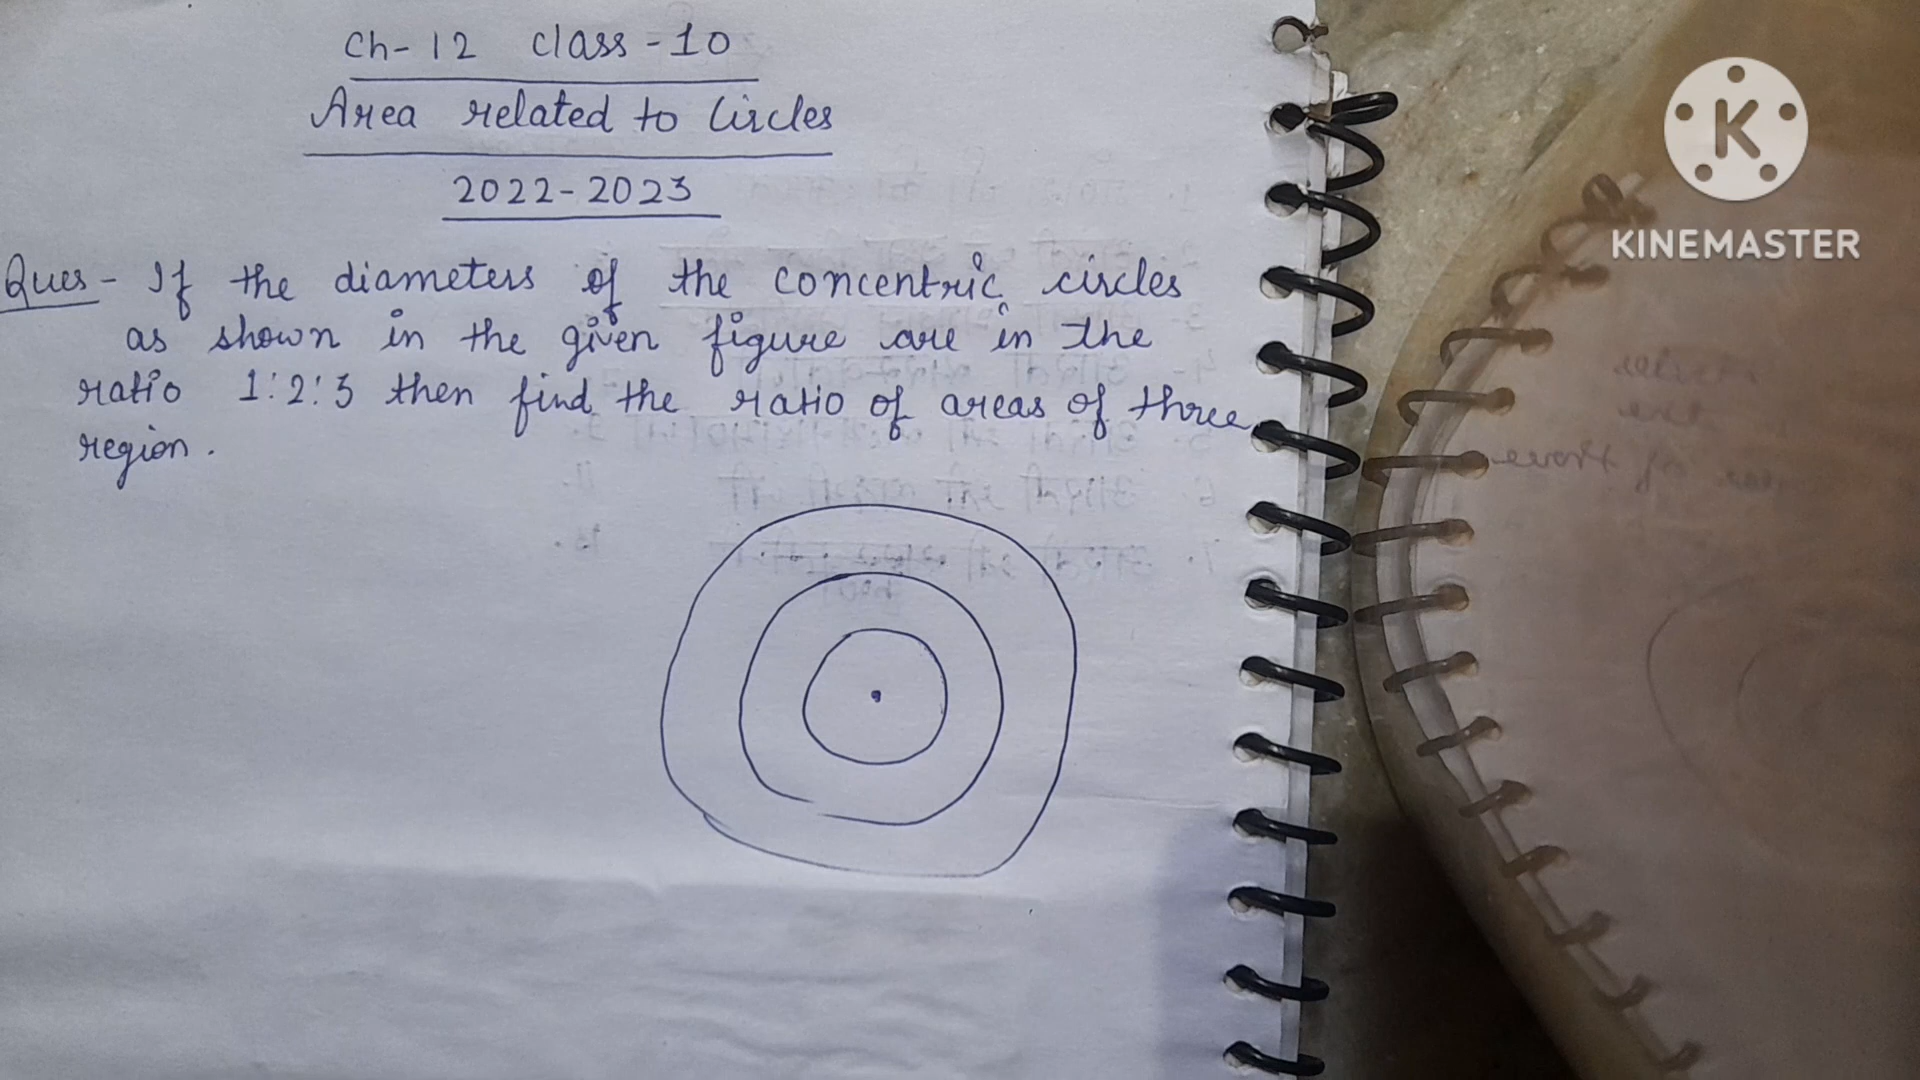 Ch-12 Class-10
Area related to Circles
2022-2023
Ques- If the diameters of the concentric circles
as shown in the given figure are in the
ratio 1:2:3 then find the ratio of areas of three
region.
K
KINEMASTER